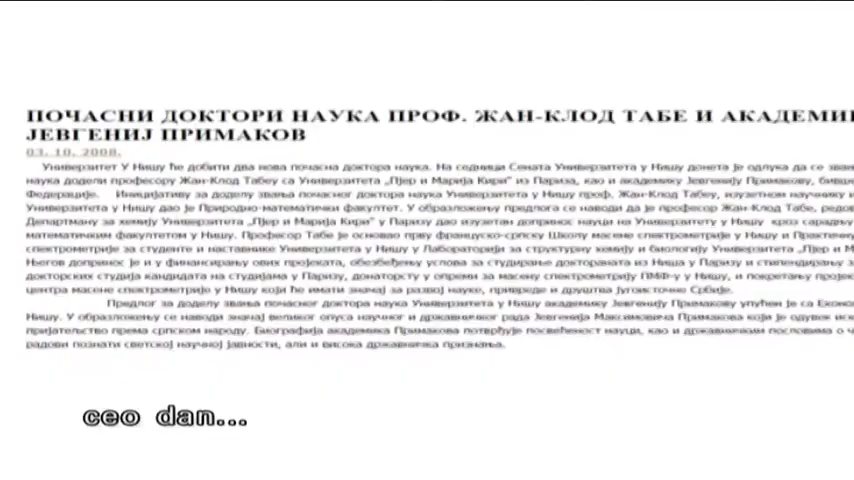 ПОЧАСНИ ДОКТОРИ НАУКА ПРОФ. ЖАН-КЛОД ТАБЕ И
ЈЕВГЕНИЈ ПРИМАКОВ
03. 10. 2008.
Универзитет У Нишу ће добити два нова почасна доктора наука. На седници Сената Универзитета у Нишу донета је одлука да се
наука додели професору Жан-Клод Табеу са Универзитета „Пјер и Марија Кири" из Париза, као и академику Јевгенију Примакову,
Федерације. Иницијативу за доделу звања почасног доктора наука Универзитета у Нишу проф. Жан-Клод Табеу, изузетном научнику
Универзитета у Нишу дао је Природно-математички факултет. У образложењу предлога се наводи да је професор Жан-Клод Табе,
Департману за хемију Универзитета „Пјер и Марија Кири" у Паризу дао изузетан допринос науци на Универзитету у Нишу кроз сарадњу
математичким факултетом у Нишу. Професор Табе је основао прву француско-српску Школу масене спектрометрије у Нишу и
спектрометрије за студенте и наставнике Универзитета у Нишу у Лабораторији за структурну хемију и биологију Универзитета „Пјер и
Његов допринос је и у финансирању ових пројеката, обезбеђењу услова за студирање докторана из Ниша у Паризу и стипендирању
докторских студија кандидата на студијама у Паризу, донаторсту у опреми за масену спектрометрију ПМФ-у у Нишу, и покретању
центра масене спектрометрије у Нишу који ће имати значај за развој науке, привреде и друштва Југоисточне Србије.
Предлог за доделу звања почасног доктора наука Универзитета у Нишу академику Јевгенију Примакову упућен је са
Нишу. У образложењу се наводи значај великог опуса научног и државничког рада Јевгенија Максимовича Примакова који је одувек
пријатељство према српском народу. Биографија академика Примакова потврђује посвећеност науци, као и државничким пословима о
радови познати светској научној јавности, али и висока државничка признања.
ceo dan...